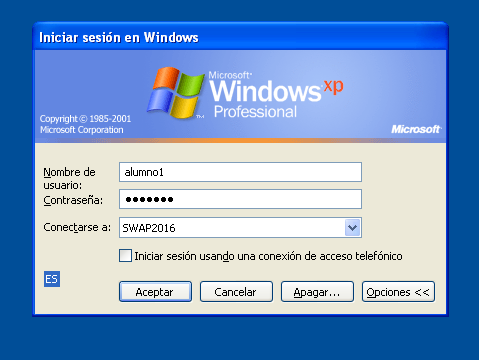 Iniciar sesión en Windows
Microsoft®
Windows xp
Professional
Copyright © 1985-2001
Microsoft Corporation
Microsoft
Nombre de usuario:
alumno1
Contraseña:
●●●●●●●
Conectarse a:
SWAP2016
Iniciar sesión usando una conexión de acceso telefónico
ES
Aceptar
Cancelar
Apagar...
Opciones <<